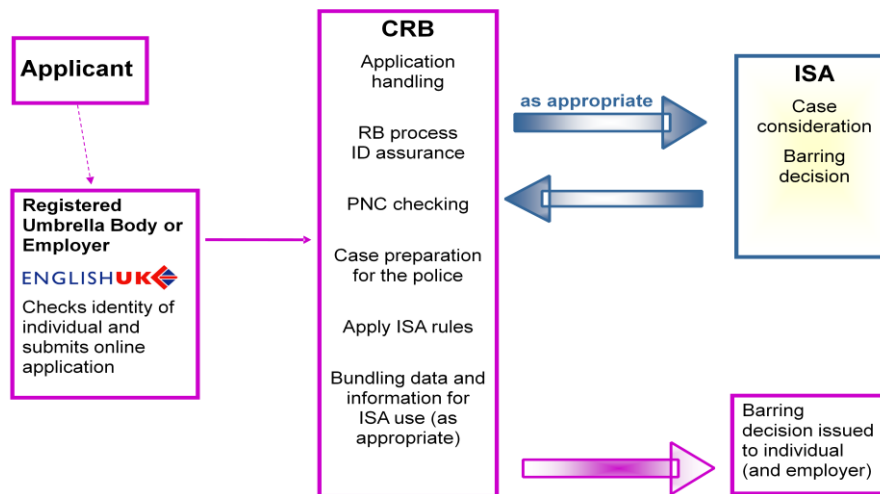 Applicant
Registered
Umbrella Body or
Employer
ENGLISHUK
Checks identity of
individual and
submits online
application
CRB
Application
handling
RB process
ID assurance
PNC checking
Case preparation
for the police
Apply ISA rules
Bundling data and
information for
ISA use (as
appropriate)
as appropriate
ISA
Case
consideration
Barring
decision
Barring
decision issued
to individual
(and employer)